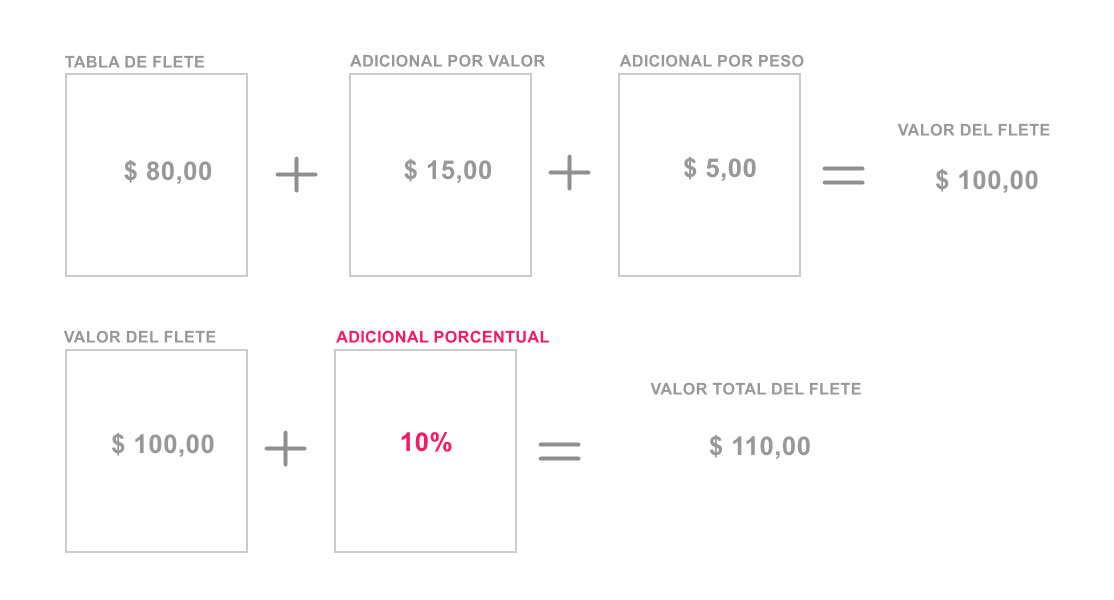 TABLA DE FLETE
ADICIONAL POR VALOR
ADICIONAL POR PESO
VALOR DEL FLETE
$ 80,00
+
$ 15,00
+
$ 5,00
=
$ 100,00
VALOR DEL FLETE
ADICIONAL PORCENTUAL
VALOR TOTAL DEL FLETE
$ 100,00
+
10%
=
$ 110,00